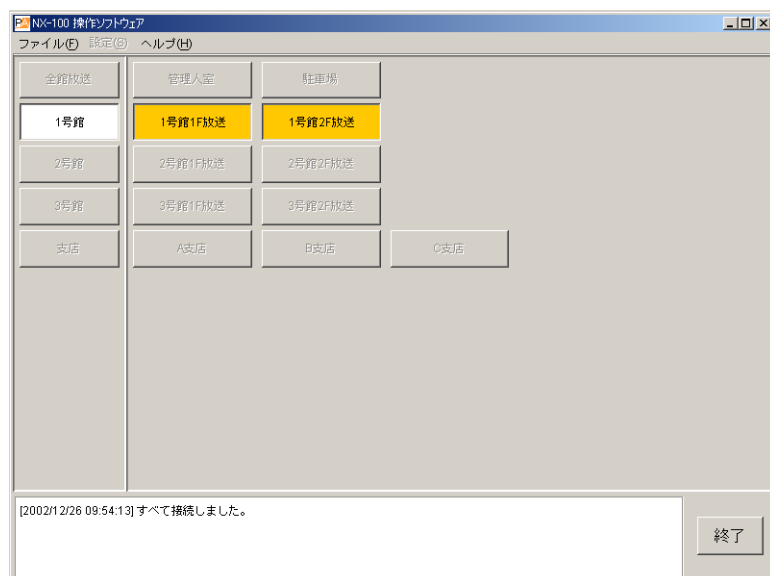 NX-100 操作ソフトウェア
ファイル(F) 設定(S) ヘルプ(H)
全館放送 管理人室 駐車場
1号館 1号館1F放送 1号館2F放送
2号館 2号館1F放送 2号館2F放送
3号館 3号館1F放送 3号館2F放送
支店 A支店 B支店 C支店
[2002/12/26 09:54:13] すべて接続しました。
終了